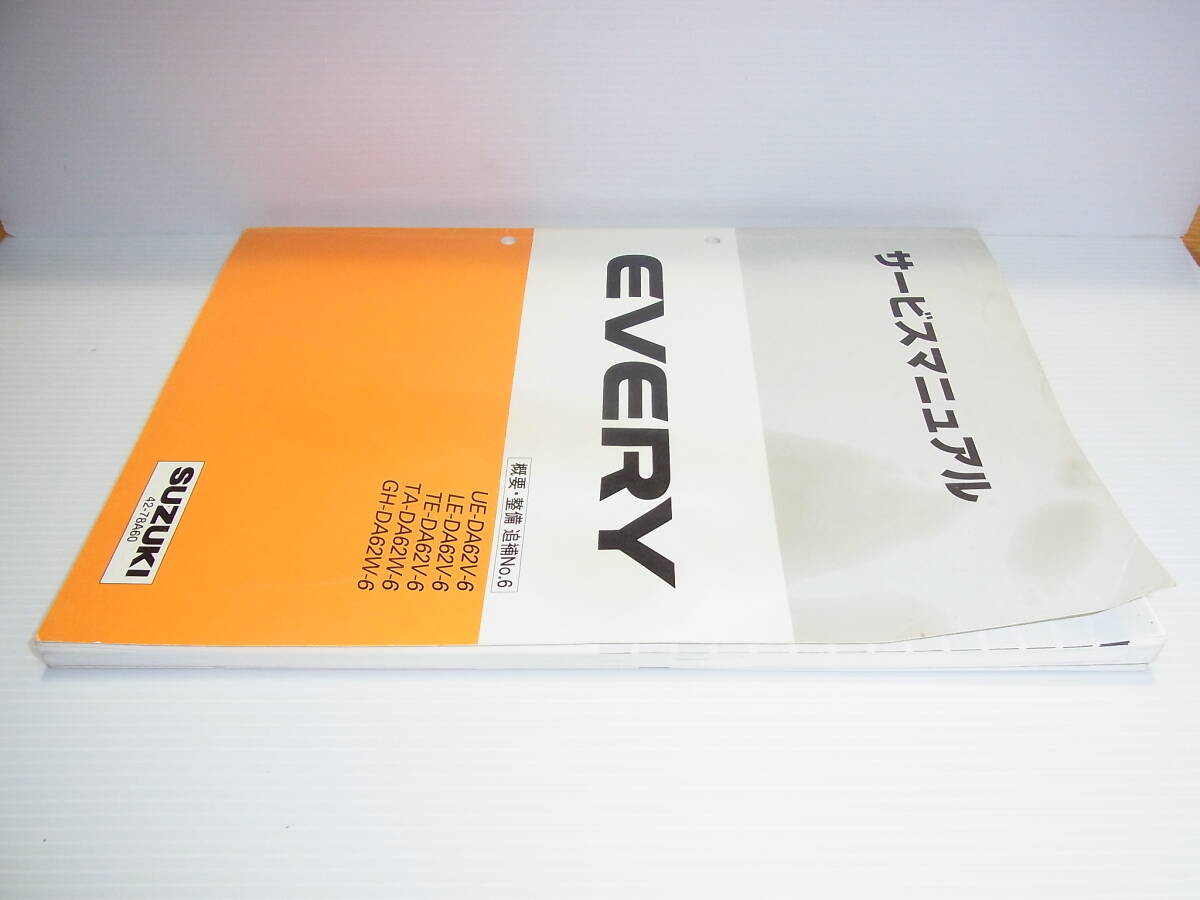 サービスマニュアル
EVERY
概要・整備 追補No.6
UE-DA62V-6
LE-DA62V-6
TE-DA62V-6
TA-DA62W-6
GH-DA62W-6
SUZUKI
42-78A60